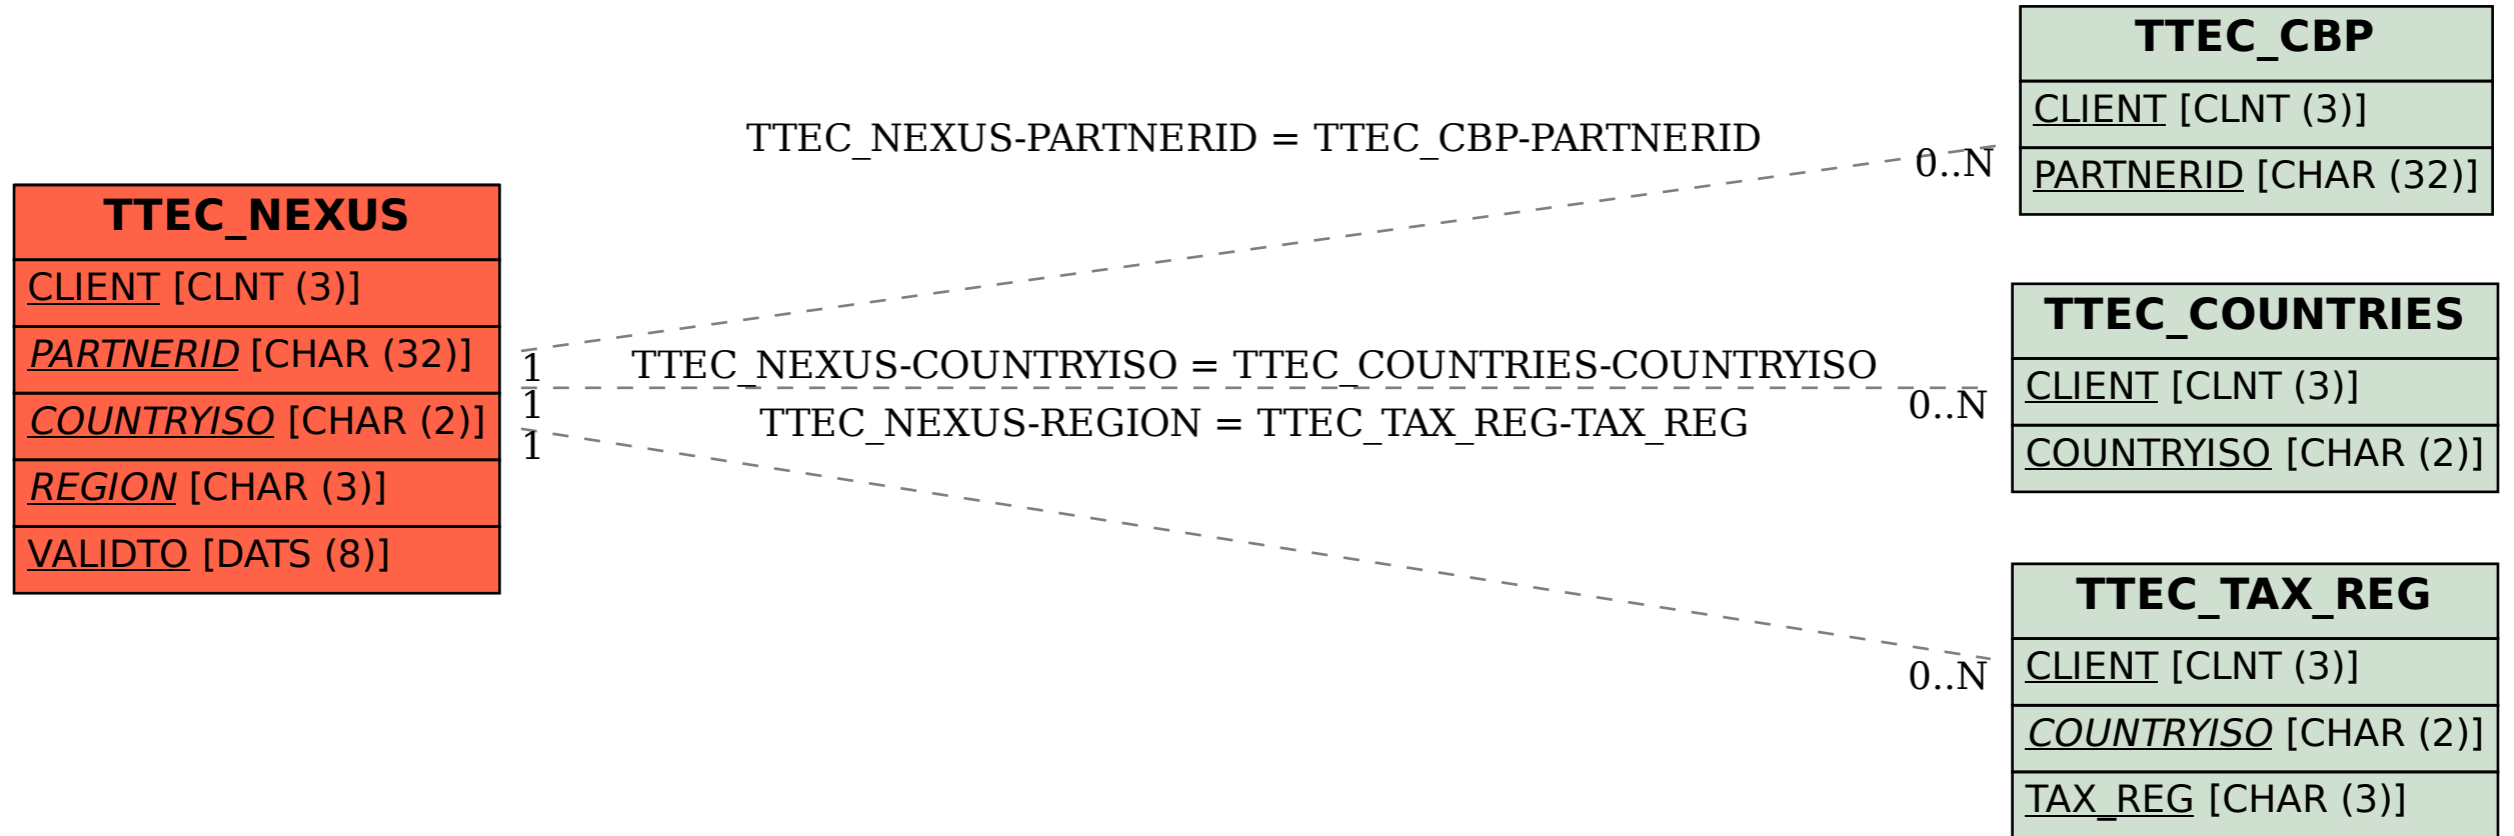 TTEC_NEXUS
CLIENT [CLNT (3)]
PARTNERID [CHAR (32)]
COUNTRYISO [CHAR (2)]
REGION [CHAR (3)]
VALIDTO [DATS (8)]
TTEC_NEXUS-PARTNERID = TTEC_CBP-PARTNERID
0..N
1
TTEC_NEXUS-COUNTRYISO = TTEC_COUNTRIES-COUNTRYISO
0..N
1
TTEC_NEXUS-REGION = TTEC_TAX_REG-TAX_REG
0..N
1
TTEC_CBP
CLIENT [CLNT (3)]
PARTNERID [CHAR (32)]
TTEC_COUNTRIES
CLIENT [CLNT (3)]
COUNTRYISO [CHAR (2)]
TTEC_TAX_REG
CLIENT [CLNT (3)]
COUNTRYISO [CHAR (2)]
TAX_REG [CHAR (3)]